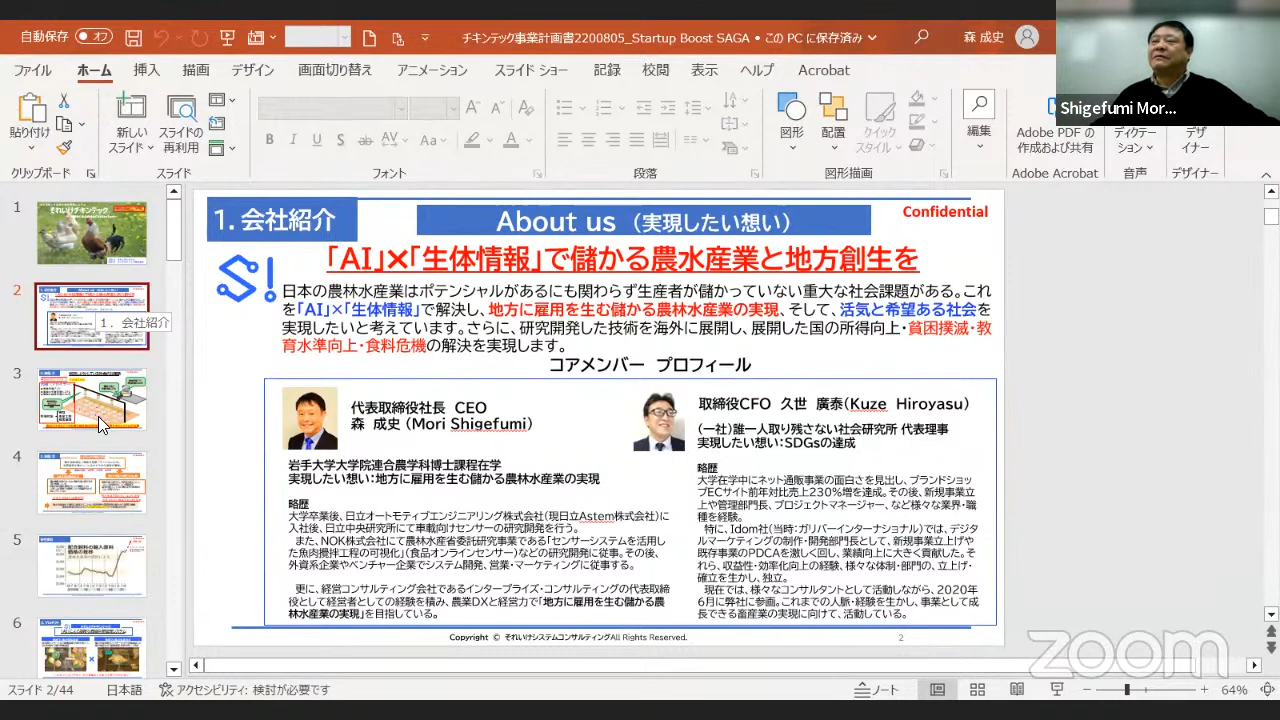 自動保存 オフ チキンテック事業計画書2200805_Startup Boost SAGA • この PC に保存済み 森 成史
Shigefumi Mor...
ファイル ホーム 挿入 描画 デザイン 画面切り替え アニメーション スライド ショー 記録 校閲 表示 ヘルプ Acrobat
貼り付け 新しいスライド スライドの再利用 図形 配置 クイックスタイル 編集 Adobe PDF の作成および共有 ディクテーション デザイナー
クリップボード スライド フォント 段落 図形描画 Adobe Acrobat 音声 デザイナー
1
それいけチキンテック
2
1. 会社紹介
3
4
5
6
1.会社紹介
About us （実現したい想い）
Confidential
「AI」×「生体情報」で儲かる農水産業と地方創生を
S!
日本の農林水産業はポテンシャルがあるにも関わらず生産者が儲かっていない重大な社会課題がある。これ
を「AI」×「生体情報」で解決し、地方に雇用を生む儲かる農林水産業の実現、そして、活気と希望ある社会を
実現したいと考えています。さらに、研究開発した技術を海外に展開し、展開した国の所得向上・貧困撲滅・教
育水準向上・食料危機の解決を実現します。
コアメンバー プロフィール
代表取締役社長 CEO
森 成史（Mori Shigefumi）
岩手大学大学院連合農学科博士課程在学
実現したい想い：地方に雇用を生む儲かる農林水産業の実現
略歴
大学卒業後、日立オートモティブエンジニアリング株式会社（現日立Astem株式会社）に
入社後、日立中央研究所にて車載向けセンサーの研究開発を行う。
また、NOK株式会社にて農林水産省委託研究事業である「センサーシステムを活用し
た魚肉攪拌工程の可視化」（食品オンラインセンサー）などの研究開発に従事。その後、
外資系企業やベンチャー企業でシステム開発、営業・マーケティングに従事する。
更に、経営コンサルティング会社であるインタープライズ・コンサルティングの代表取締
役として経営者としての経験を積み、農業DXと経営力で「地方に雇用を生む儲かる農
林水産業の実現」を目指している。
取締役CFO 久世 廣泰（Kuze Hiroyasu）
（一社）誰一人取り残さない社会研究所 代表理事
実現したい想い：SDGsの達成
略歴
大学在学中にネット通販事業の面白さを見出し、ブランドショッ
プECサイト前年対比売上230％増を達成。その後、新規事業立
上や管理部門長、プロジェクトマネージャー、など様々な業界・職
種を経験。
特に、Idom社（当時：ガリバーインターナショナル）では、デジタ
ルマーケティングの制作・開発部門長として、新規事業立上げや
既存事業のPDCAを激しく回し、業績向上に大きく貢献した。そ
れら、収益性・効率化向上の経験、様々な体制・部門の、立上げ・
確立を生かし、独立。
現在では、様々なコンサルタントとして活動しながら、2020年
6月に弊社に参画。これまでの人脈・経験を生かし、事業として成
長できる畜産業の実現に向けて、活動している。
Copyright © それいけシステムコンサルティングAll Rights Reserved.
2
zoom
スライド 2/44 日本語 アクセシビリティ: 検討が必要です ノート 64%